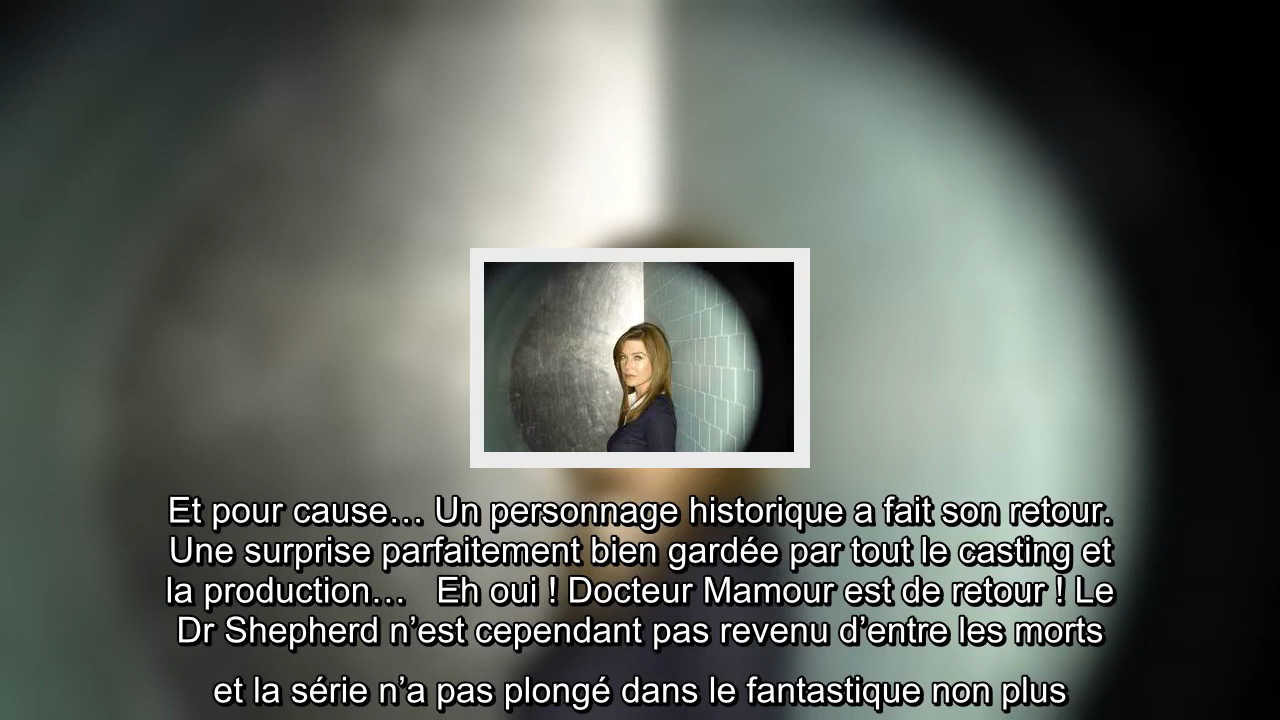 Et pour cause… Un personnage historique a fait son retour.
Une surprise parfaitement bien gardée par tout le casting et
la production…   Eh oui ! Docteur Mamour est de retour ! Le
Dr Shepherd n’est cependant pas revenu d’entre les morts
et la série n’a pas plongé dans le fantastique non plus